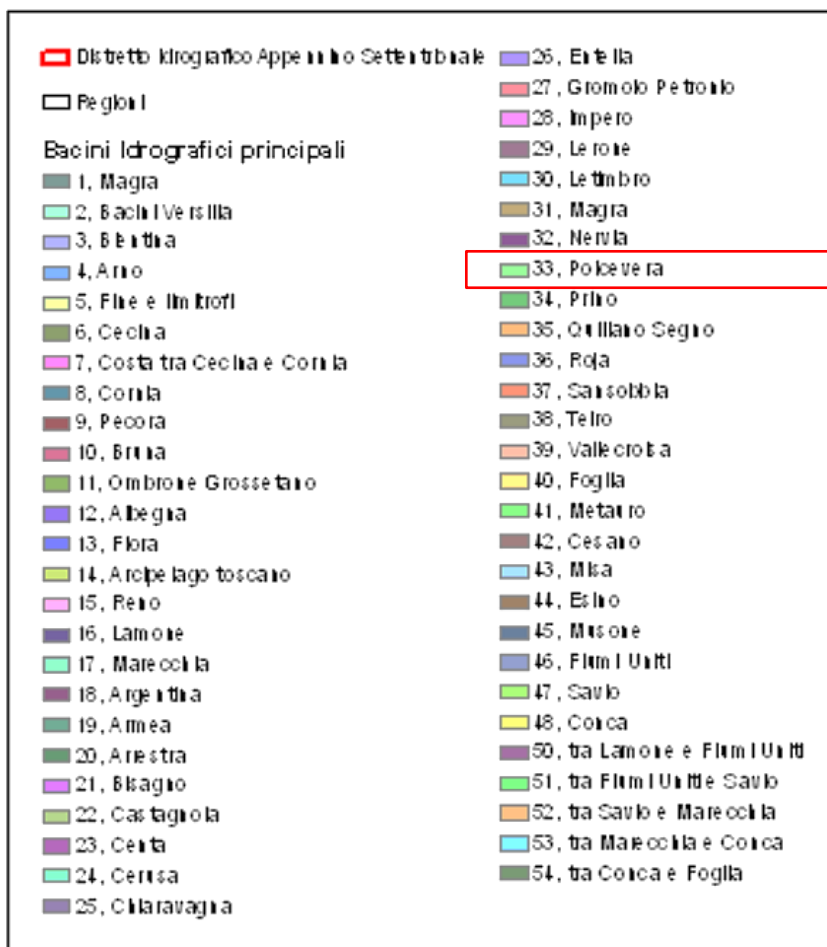 Distretto Idrografico Appennino Settentrionale
Regioni
Bacini Idrografici principali
1, Magra
2, Bacini Versilia
3, Bientina
4, Arno
5, Fine e limitrofi
6, Cecina
7, Costa tra Cecina e Cornia
8, Cornia
9, Pecora
10, Bruna
11, Ombrone Grossetano
12, Albegna
13, Fiora
14, Arcipelago toscano
15, Reno
16, Lamone
17, Marecchia
18, Argentina
19, Armea
20, Arrestra
21, Bisagno
22, Castagnola
23, Centa
24, Cerusa
25, Chiaravagna
26, Entella
27, Gromolo Petronio
28, Impero
29, Lerone
30, Letimbro
31, Magra
32, Nervia
33, Polcevera
34, Prino
35, Quiliano Segno
36, Roja
37, Sansobbia
38, Teiro
39, Vallecrosia
40, Foglia
41, Metauro
42, Cesano
43, Misa
44, Esino
45, Musone
46, Fiumi Uniti
47, Savio
48, Conca
50, tra Lamone e Fiumi Uniti
51, tra Fiumi Uniti e Savio
52, tra Savio e Marecchia
53, tra Marecchia e Conca
54, tra Conca e Foglia